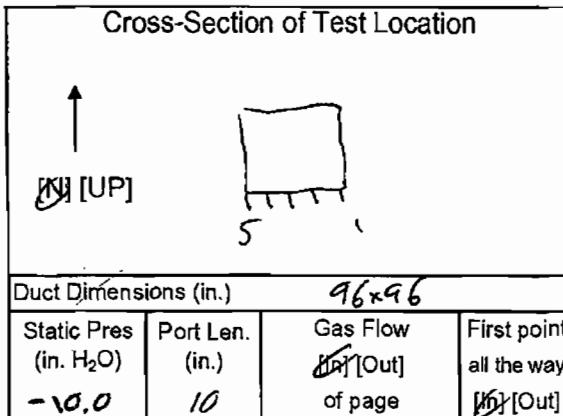 Cross-Section of Test Location
[N] [UP]
5 1
Duct Dimensions (in.) 96x96
Static Pres Port Len. Gas Flow First point
(in. H₂O) (in.) [In] [Out] all the way
-10.0 10 of page [In] [Out]